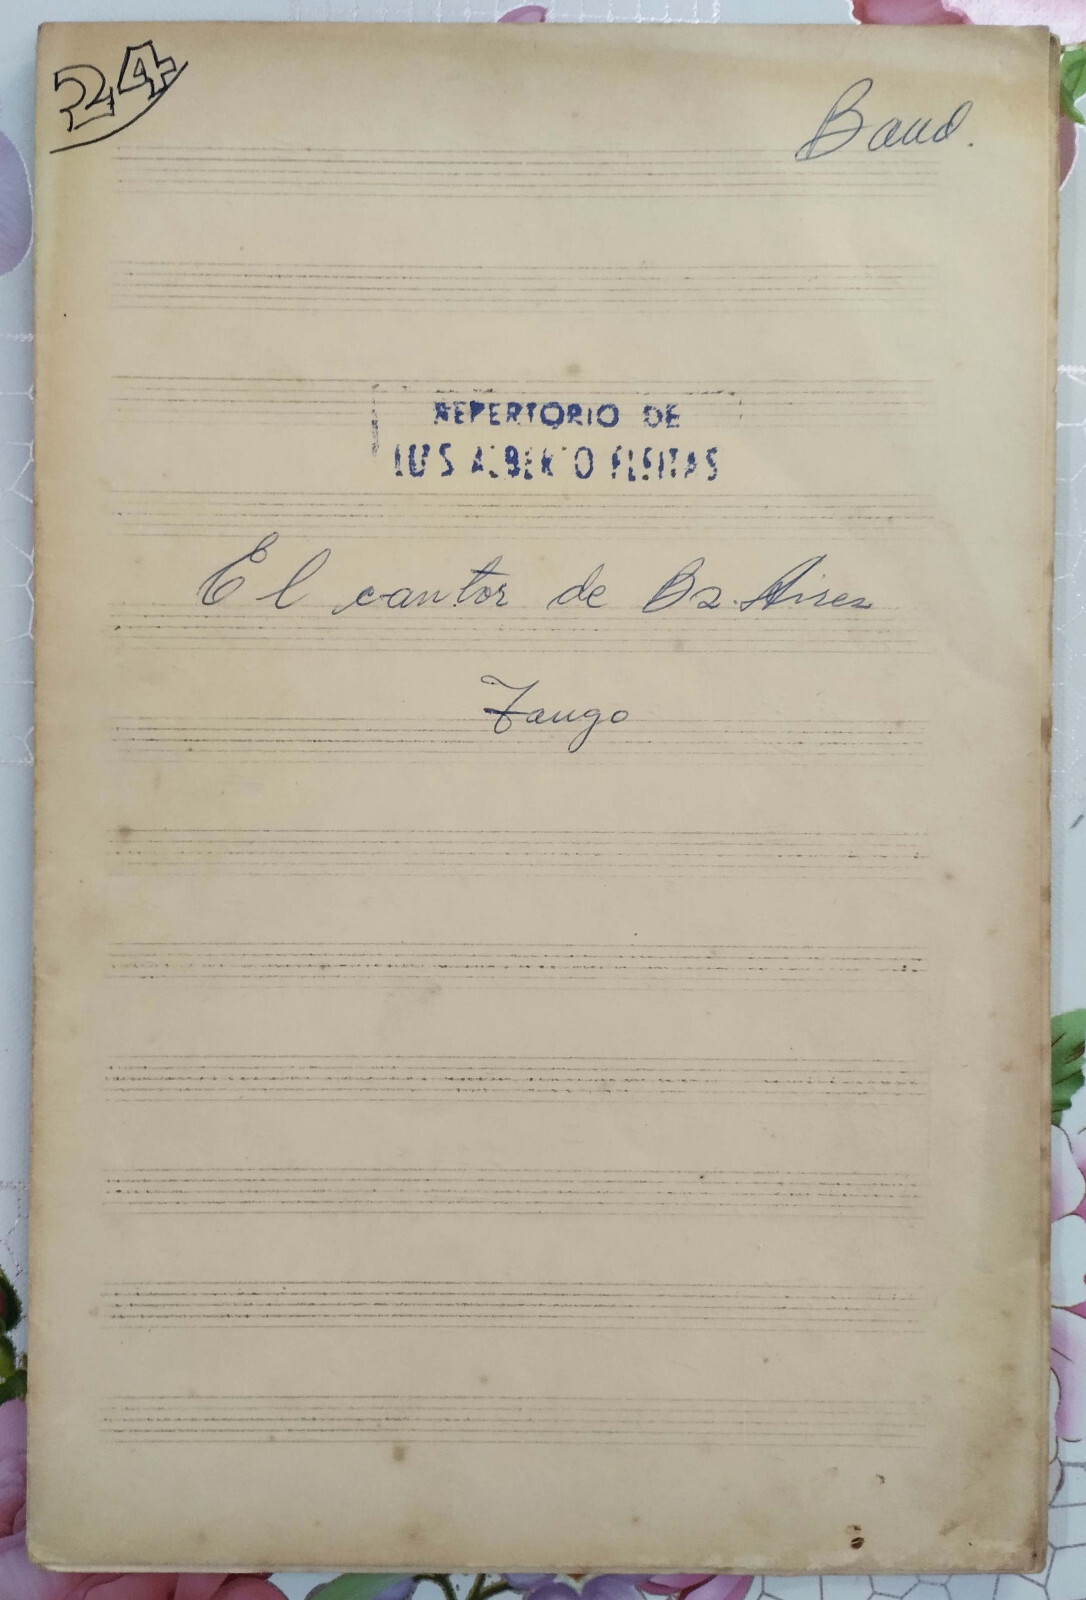 24
Band.
REPERTORIO DE
LUIS ALBERTO FLEITAS
El cantor de Bs. Aires
Tango